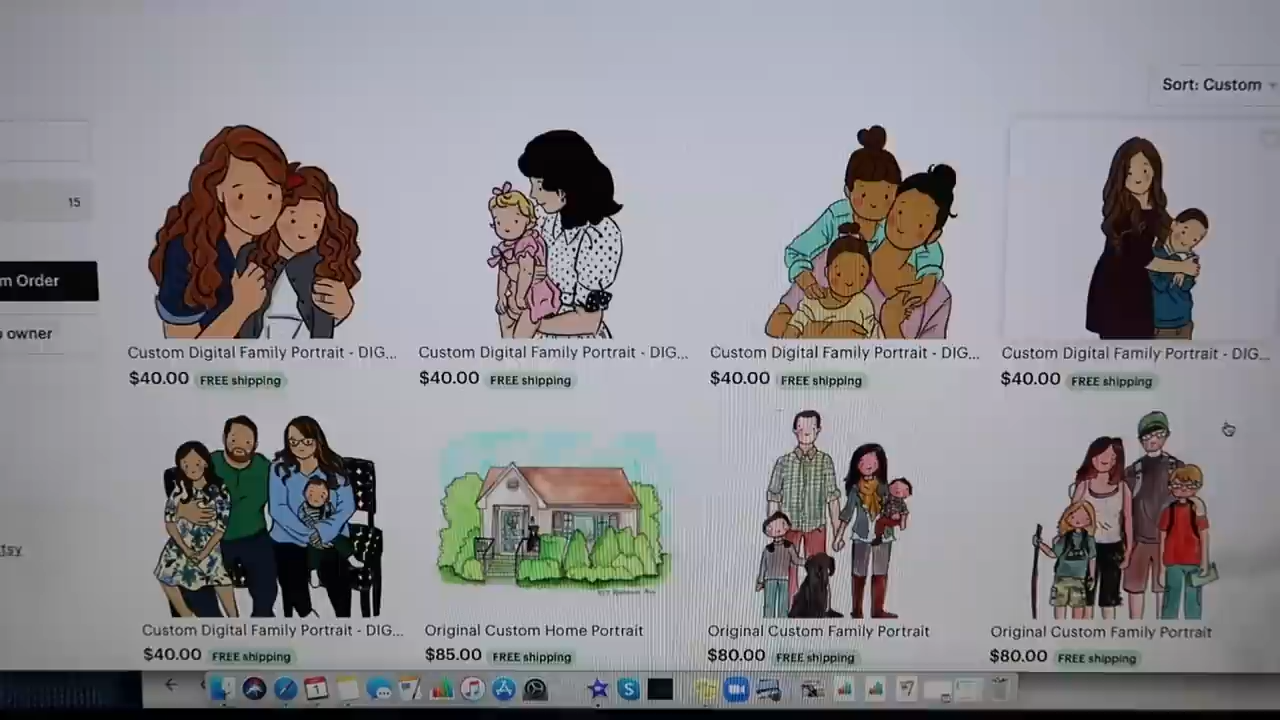 Sort: Custom
15
m Order
owner
tsy
Custom Digital Family Portrait - DIG...
$40.00 FREE shipping
Custom Digital Family Portrait - DIG...
$40.00 FREE shipping
Custom Digital Family Portrait - DIG...
$40.00 FREE shipping
Custom Digital Family Portrait - DIG...
$40.00 FREE shipping
Custom Digital Family Portrait - DIG...
$40.00 FREE shipping
Original Custom Home Portrait
$85.00 FREE shipping
Original Custom Family Portrait
$80.00 FREE shipping
Original Custom Family Portrait
$80.00 FREE shipping